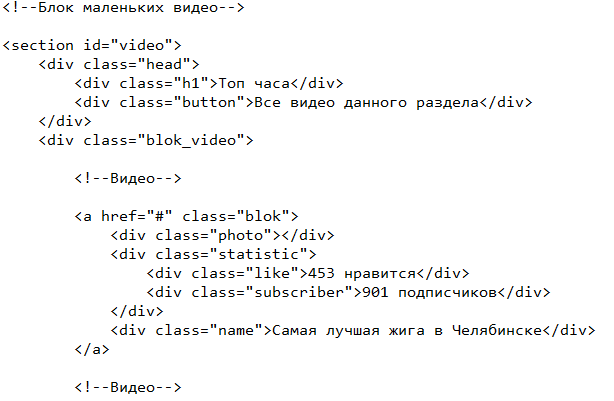 <!--Блок маленьких видео-->
<section id="video">
<div class="head">
<div class="h1">Топ часа</div>
<div class="button">Все видео данного раздела</div>
</div>
<div class="blok_video">
<!--Видео-->
<a href="#" class="blok">
<div class="photo"></div>
<div class="statistic">
<div class="like">453 нравится</div>
<div class="subscriber">901 подписчиков</div>
</div>
<div class="name">Самая лучшая жига в Челябинске</div>
</a>
<!--Видео-->